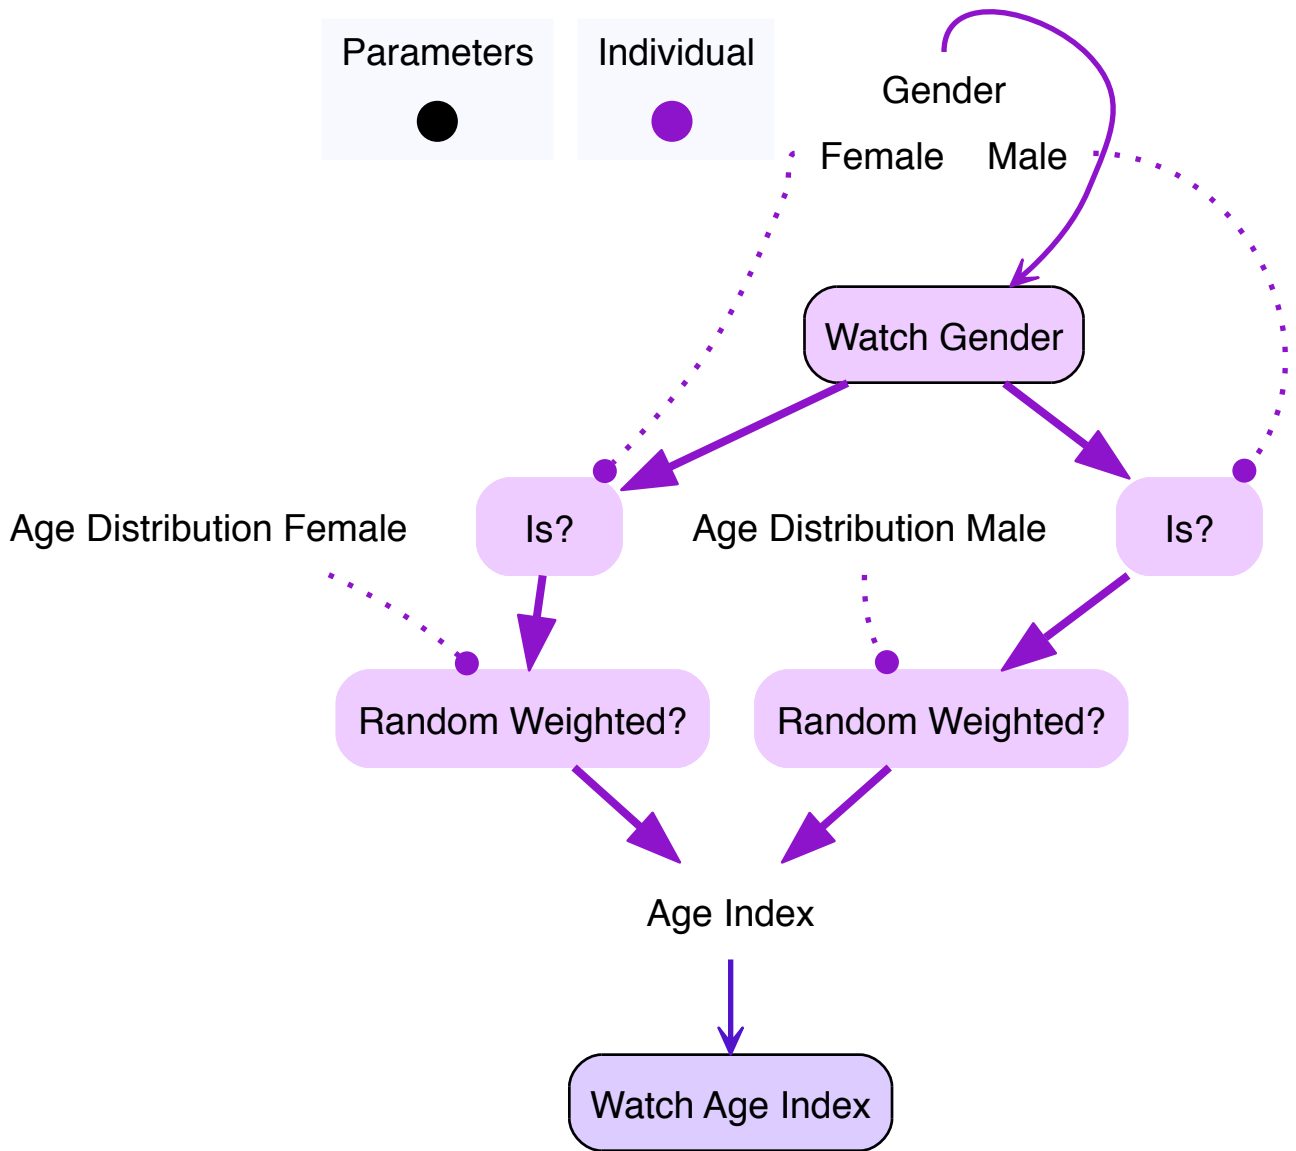 Parameters
Individual
Gender
Female
Male
Watch Gender
Age Distribution Female
Is?
Age Distribution Male
Is?
Random Weighted?
Random Weighted?
Age Index
Watch Age Index